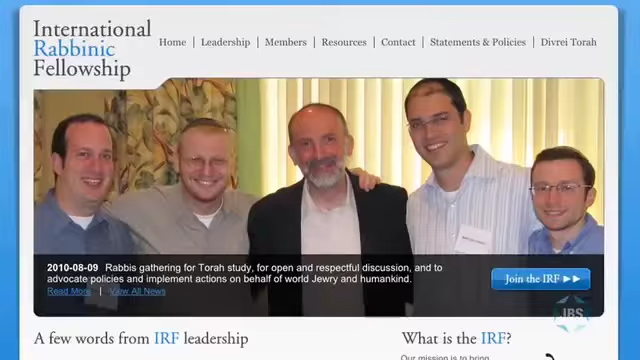 International
Rabbinic
Fellowship
Home | Leadership | Members | Resources | Contact | Statements & Policies | Divrei Torah
2010-08-09 Rabbis gathering for Torah study, for open and respectful discussion, and to
advocate policies and implement actions on behalf of world Jewry and humankind.
Read More | View All News
Join the IRF ►►
JBS
A few words from IRF leadership
What is the IRF?
Our mission is to bring